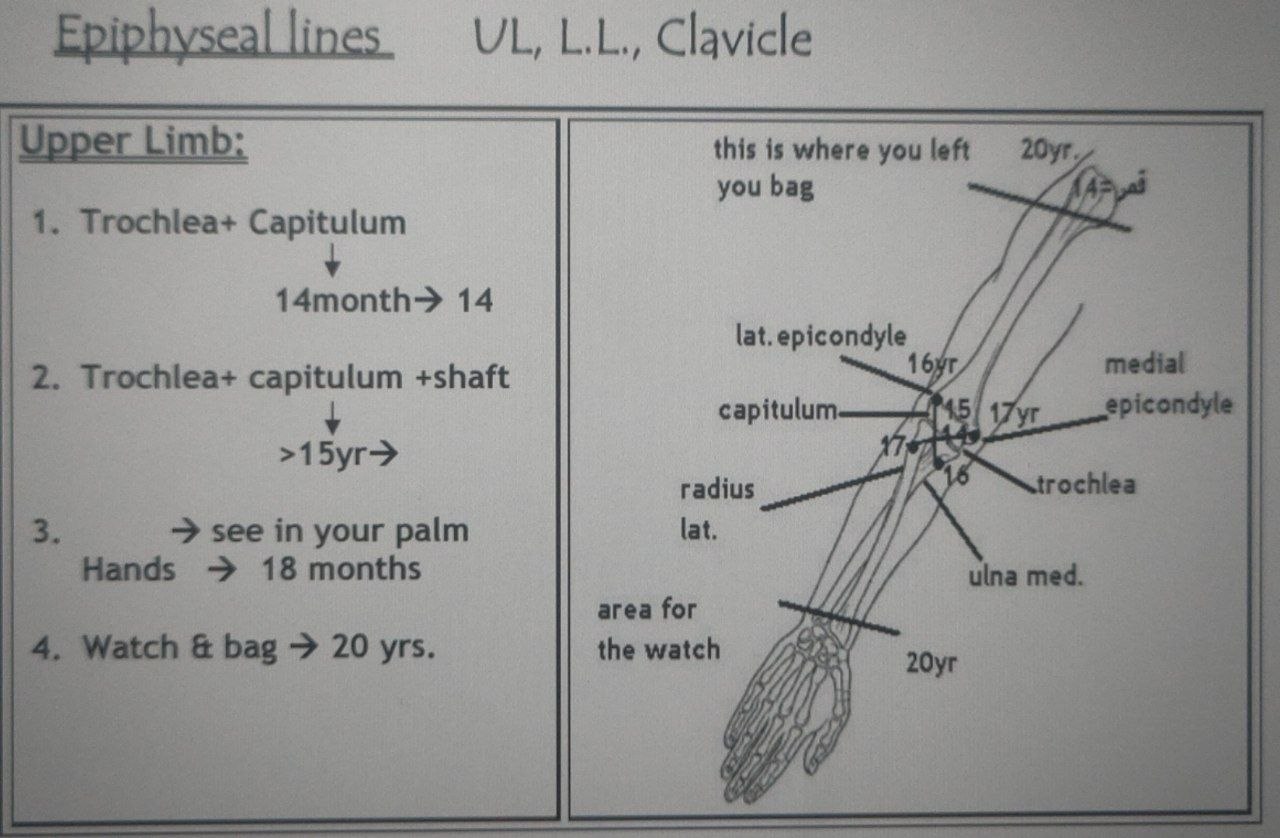 Epiphyseal lines UL, L.L., Clavicle
Upper Limb:
1. Trochlea+ Capitulum
↓
14month→ 14
2. Trochlea+ capitulum +shaft
↓
>15yr→
3. → see in your palm
Hands → 18 months
4. Watch & bag → 20 yrs.
this is where you left 20yr.
you bag
14= قمر
lat. epicondyle
16yr
medial
epicondyle
capitulum
15 17yr
14
17
16
trochlea
radius
lat.
ulna med.
area for
the watch
20yr